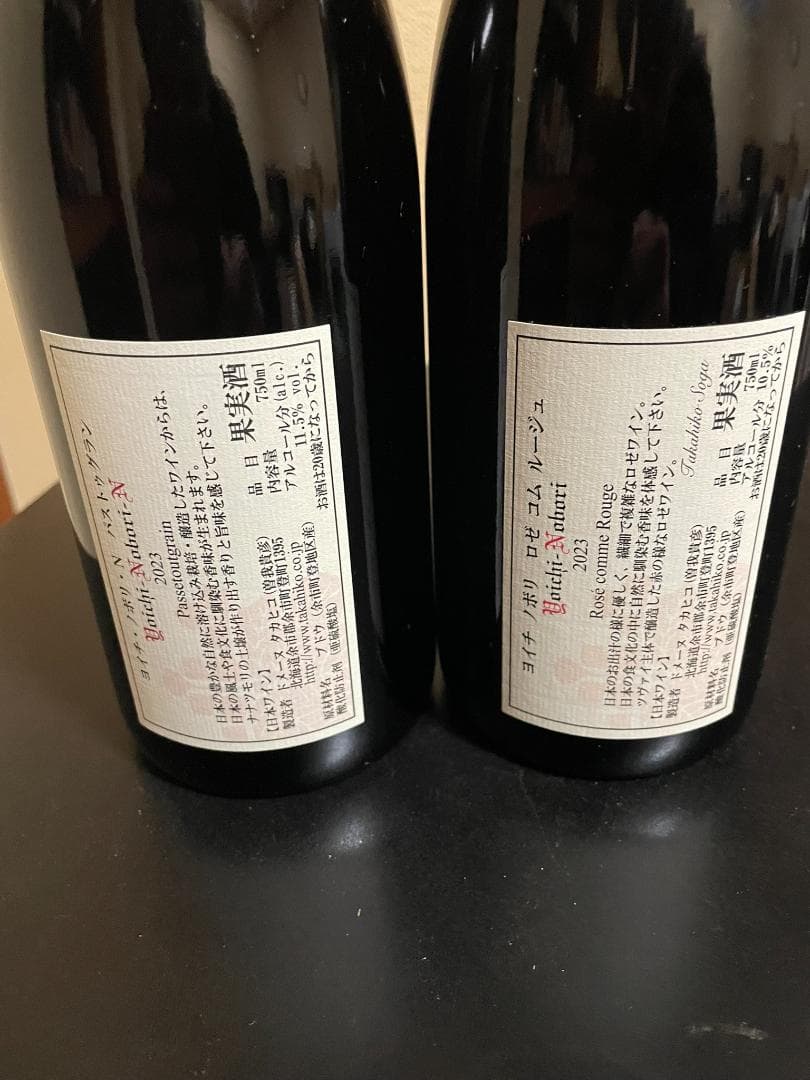 ヨイチ・ノボリ・N パストゥグラン
Yoichi-Nobori-N
2023
Passetoutgrain
日本の豊かな自然に溶け込み栽培・醸造したワインからは、
日本の風土や食文化に馴染む香味が生まれます。
ナナツモリの土壌が作り出す香りと旨味を感じて下さい。
【日本ワイン】
製造者 ドメーヌ タカヒコ(曽我貴彦)
北海道余市郡余市町登町1395
http://www.takahiko.co.jp
原材料名: ブドウ(余市町登地区産)
酸化防止剤(亜硫酸塩)
品目 果実酒
内容量 750ml
アルコール分(alc.)
11.5% vol.
お酒は20歳になってから
ヨイチ ノボリ ロゼ コム ルージュ
Yoichi-Nobori
2023
Rosé comme Rouge
日本のお出汁の様に優しく、繊細で複雑なロゼワイン。
日本の食文化の中に自然に馴染む香味を体感して下さい。
ツヴァイ主体で醸造した赤の様なロゼワイン。
Takahiko Soga
【日本ワイン】
製造者 ドメーヌ タカヒコ(曽我貴彦)
北海道余市郡余市町登町1395
http://www.takahiko.co.jp
原材料名: ブドウ(余市町登地区産)
酸化防止剤(亜硫酸塩)
品目 果実酒
内容量 750ml
アルコール分 10.5%
お酒は20歳になってから